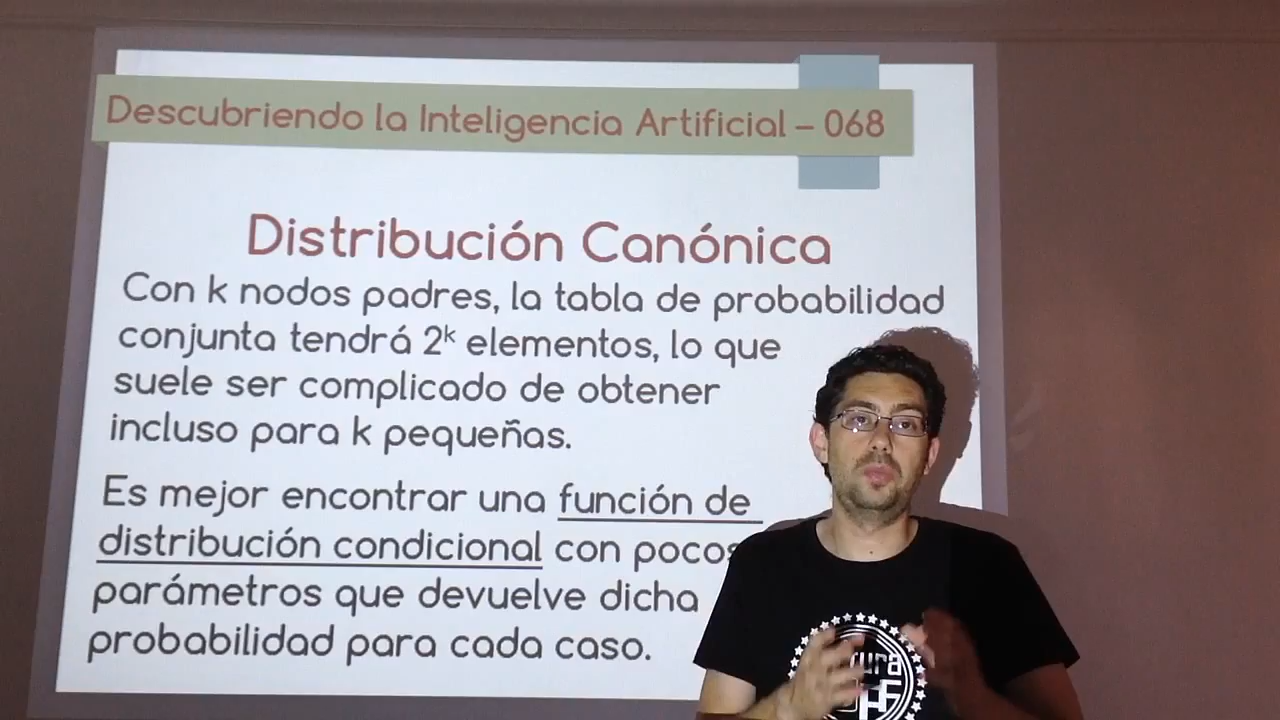 Descubriendo la Inteligencia Artificial – 068
Distribución Canónica
Con k nodos padres, la tabla de probabilidad
conjunta tendrá 2ᵏ elementos, lo que
suele ser complicado de obtener
incluso para k pequeñas.
Es mejor encontrar una función de
distribución condicional con pocos
parámetros que devuelve dicha
probabilidad para cada caso.